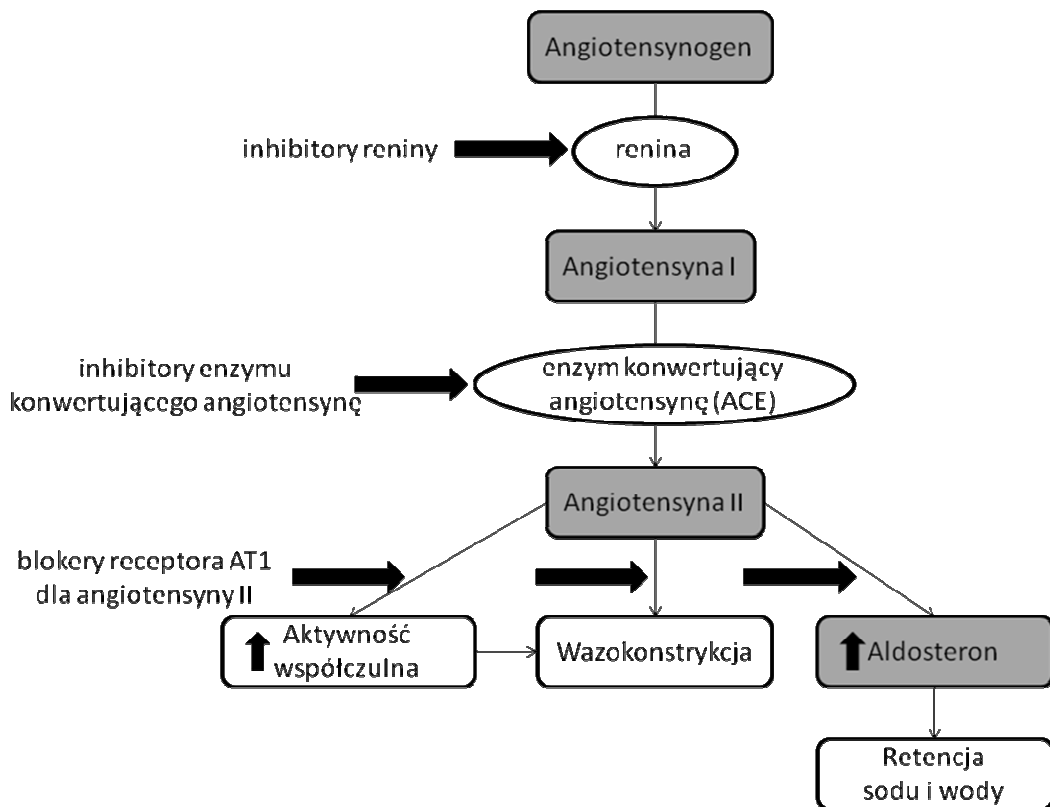 Angiotensynogen
inhibitory reniny
renina
Angiotensyna I
inhibitory enzymu
konwertującego angiotensynę
enzym konwertujący
angiotensynę (ACE)
Angiotensyna II
blokery receptora AT1
dla angiotensyny II
Aktywność
współczulna
Wazokonstrykcja
Aldosteron
Retencja
sodu i wody